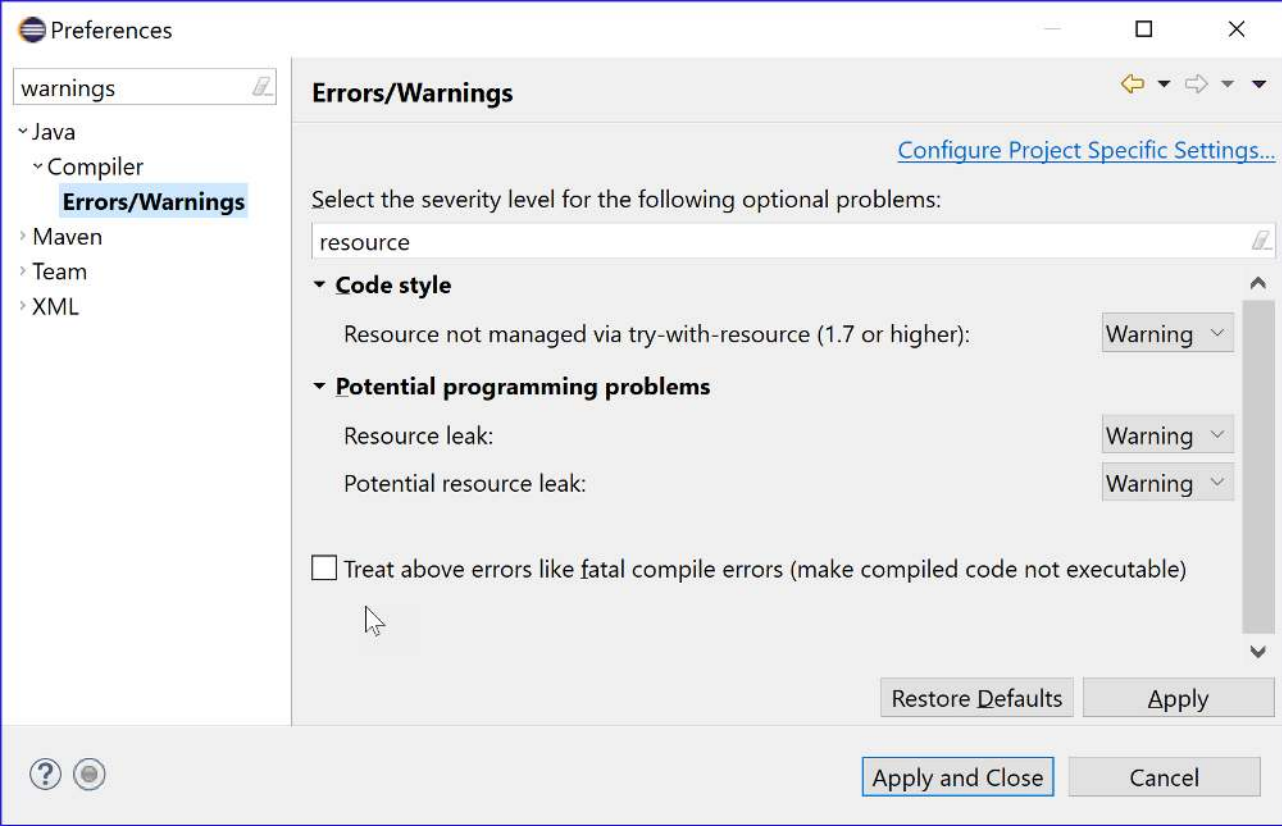 Preferences
warnings
Java
Compiler
Errors/Warnings
Maven
Team
XML
Errors/Warnings
Configure Project Specific Settings...
Select the severity level for the following optional problems:
resource
Code style
Resource not managed via try-with-resource (1.7 or higher):
Warning
Potential programming problems
Resource leak:
Warning
Potential resource leak:
Warning
Treat above errors like fatal compile errors (make compiled code not executable)
Restore Defaults
Apply
Apply and Close
Cancel